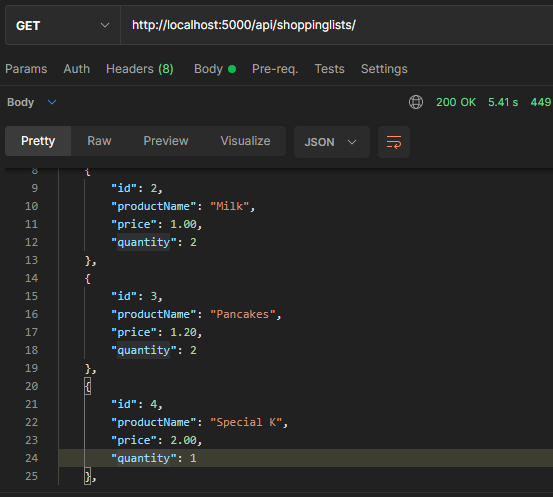 GET http://localhost:5000/api/shoppinglists/
Params Auth Headers (8) Body Pre-req. Tests Settings
Body 200 OK 5.41 s 449
Pretty Raw Preview Visualize JSON
8 {
9 "id": 2,
10 "productName": "Milk",
11 "price": 1.00,
12 "quantity": 2
13 },
14 {
15 "id": 3,
16 "productName": "Pancakes",
17 "price": 1.20,
18 "quantity": 2
19 },
20 {
21 "id": 4,
22 "productName": "Special K",
23 "price": 2.00,
24 "quantity": 1
25 },